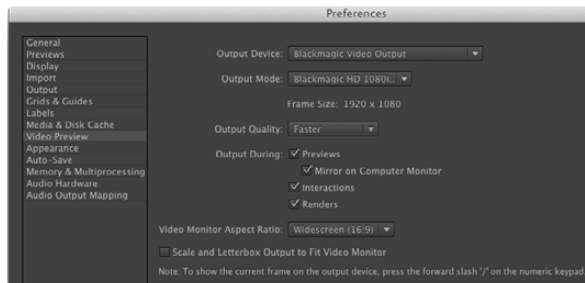 Preferences
General
Previews
Display
Import
Output
Grids & Guides
Labels
Media & Disk Cache
Video Preview
Appearance
Auto-Save
Memory & Multiprocessing
Audio Hardware
Audio Output Mapping
Output Device: Blackmagic Video Output
Output Mode: Blackmagic HD 1080i...
Frame Size: 1920 x 1080
Output Quality: Faster
Output During: Previews
Mirror on Computer Monitor
Interactions
Renders
Video Monitor Aspect Ratio: Widescreen (16:9)
Scale and Letterbox Output to Fit Video Monitor
Note: To show the current frame on the output device, press the forward slash "/" on the numeric keypad.